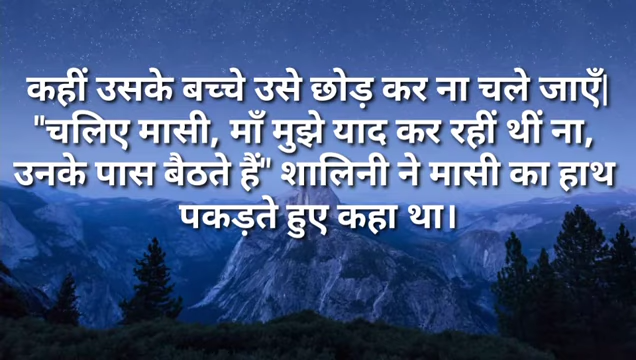 कहीं उसके बच्चे उसे छोड़ कर ना चले जाएँ|
"चलिए मासी, माँ मुझे याद कर रहीं थीं ना,
उनके पास बैठते हैं" शालिनी ने मासी का हाथ
पकड़ते हुए कहा था।